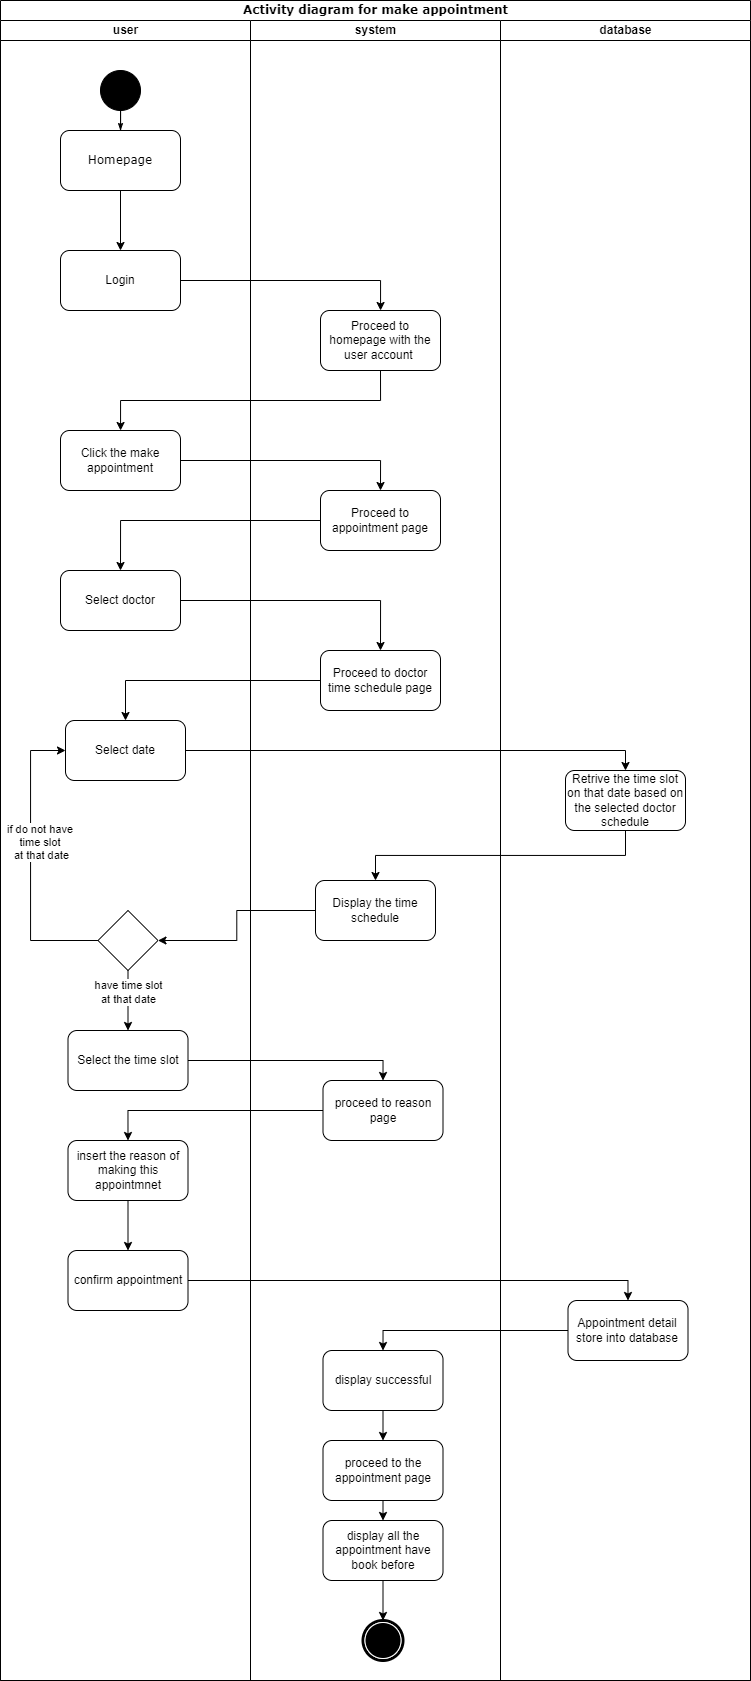 Activity diagram for make appointment
user
system
database
Homepage
Login
Proceed to
homepage with the
user account
Click the make
appointment
Proceed to
appointment page
Select doctor
Proceed to doctor
time schedule page
Select date
Retrive the time slot
on that date based on
the selected doctor
schedule
if do not have
time slot
at that date
Display the time
schedule
have time slot
at that date
Select the time slot
proceed to reason
page
insert the reason of
making this
appointmnet
confirm appointment
Appointment detail
store into database
display successful
proceed to the
appointment page
display all the
appointment have
book before